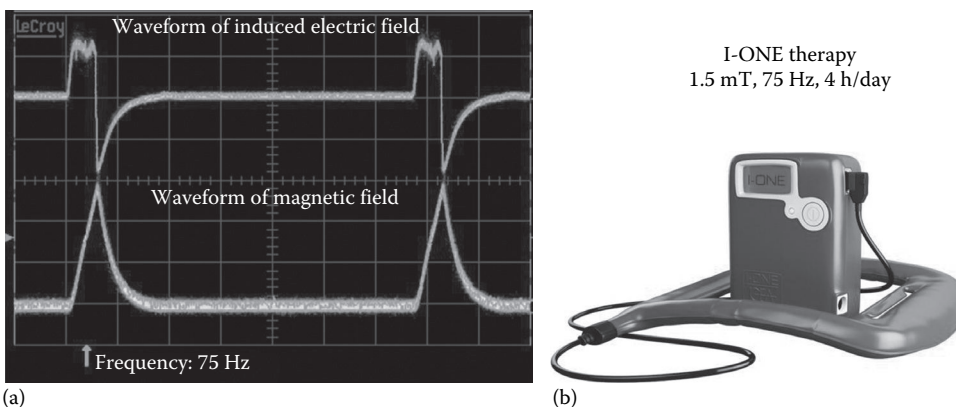 LeCroy
Waveform of induced electric field
Waveform of magnetic field
Frequency: 75 Hz
(a)
I-ONE therapy
1.5 mT, 75 Hz, 4 h/day
I-ONE
(b)